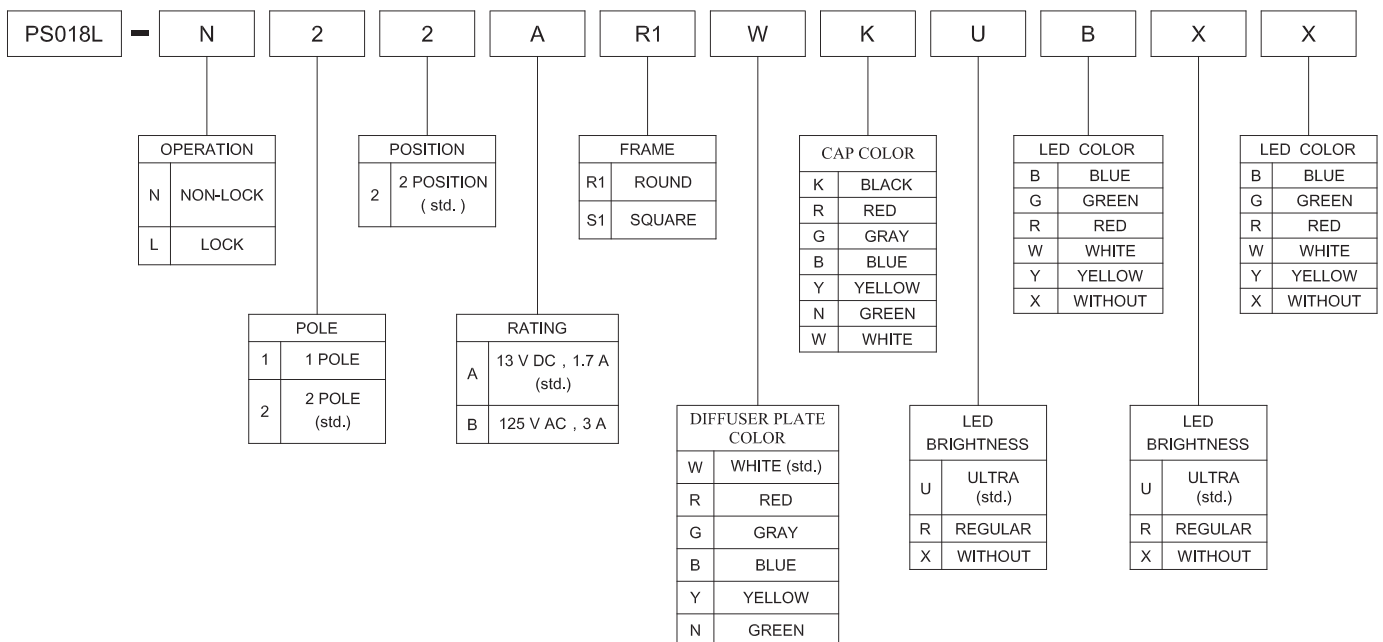 PS018L - N 2 2 A R1 W K U B X X
OPERATION
N NON-LOCK
L LOCK
POLE
1 1 POLE
2 2 POLE
(std.)
POSITION
2 2 POSITION
( std. )
RATING
A 13 V DC , 1.7 A
(std.)
B 125 V AC , 3 A
FRAME
R1 ROUND
S1 SQUARE
DIFFUSER PLATE
COLOR
W WHITE (std.)
R RED
G GRAY
B BLUE
Y YELLOW
N GREEN
CAP COLOR
K BLACK
R RED
G GRAY
B BLUE
Y YELLOW
N GREEN
W WHITE
LED
BRIGHTNESS
U ULTRA
(std.)
R REGULAR
X WITHOUT
LED COLOR
B BLUE
G GREEN
R RED
W WHITE
Y YELLOW
X WITHOUT
LED
BRIGHTNESS
U ULTRA
(std.)
R REGULAR
X WITHOUT
LED COLOR
B BLUE
G GREEN
R RED
W WHITE
Y YELLOW
X WITHOUT